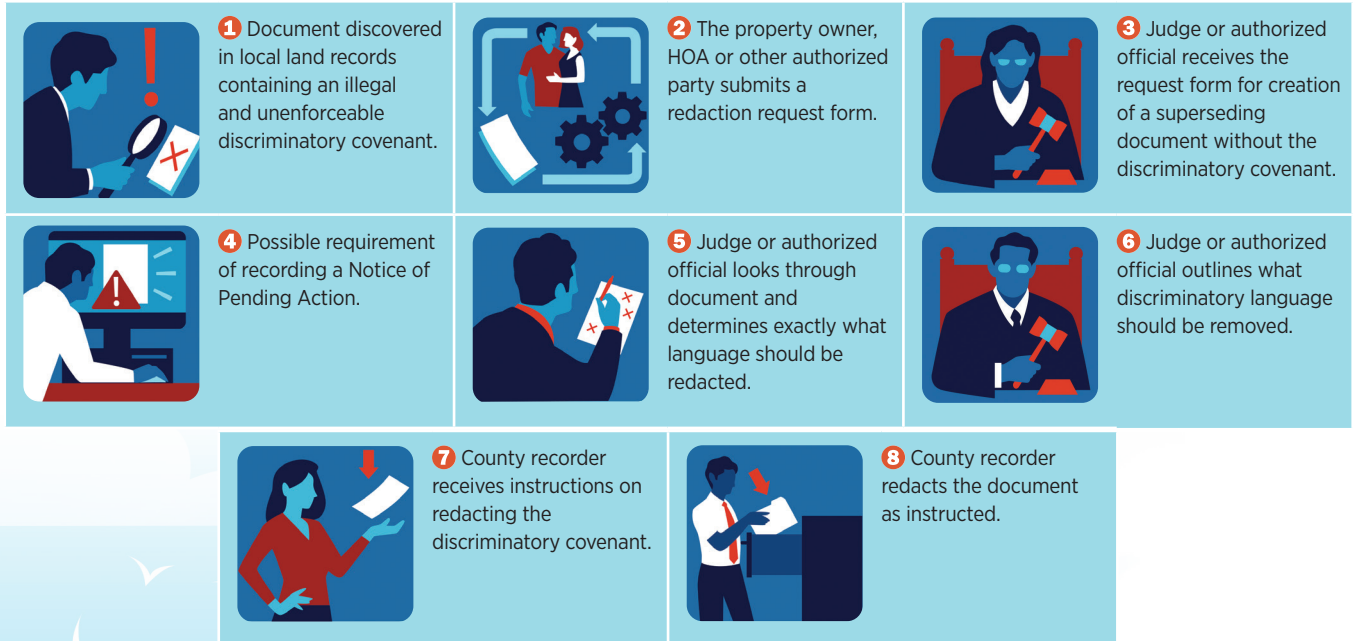 1 Document discovered
in local land records
containing an illegal
and unenforceable
discriminatory covenant.
2 The property owner,
HOA or other authorized
party submits a
redaction request form.
3 Judge or authorized
official receives the
request form for creation
of a superseding
document without the
discriminatory covenant.
4 Possible requirement
of recording a Notice of
Pending Action.
5 Judge or authorized
official looks through
document and
determines exactly what
language should be
redacted.
6 Judge or authorized
official outlines what
discriminatory language
should be removed.
7 County recorder
receives instructions on
redacting the
discriminatory covenant.
8 County recorder
redacts the document
as instructed.